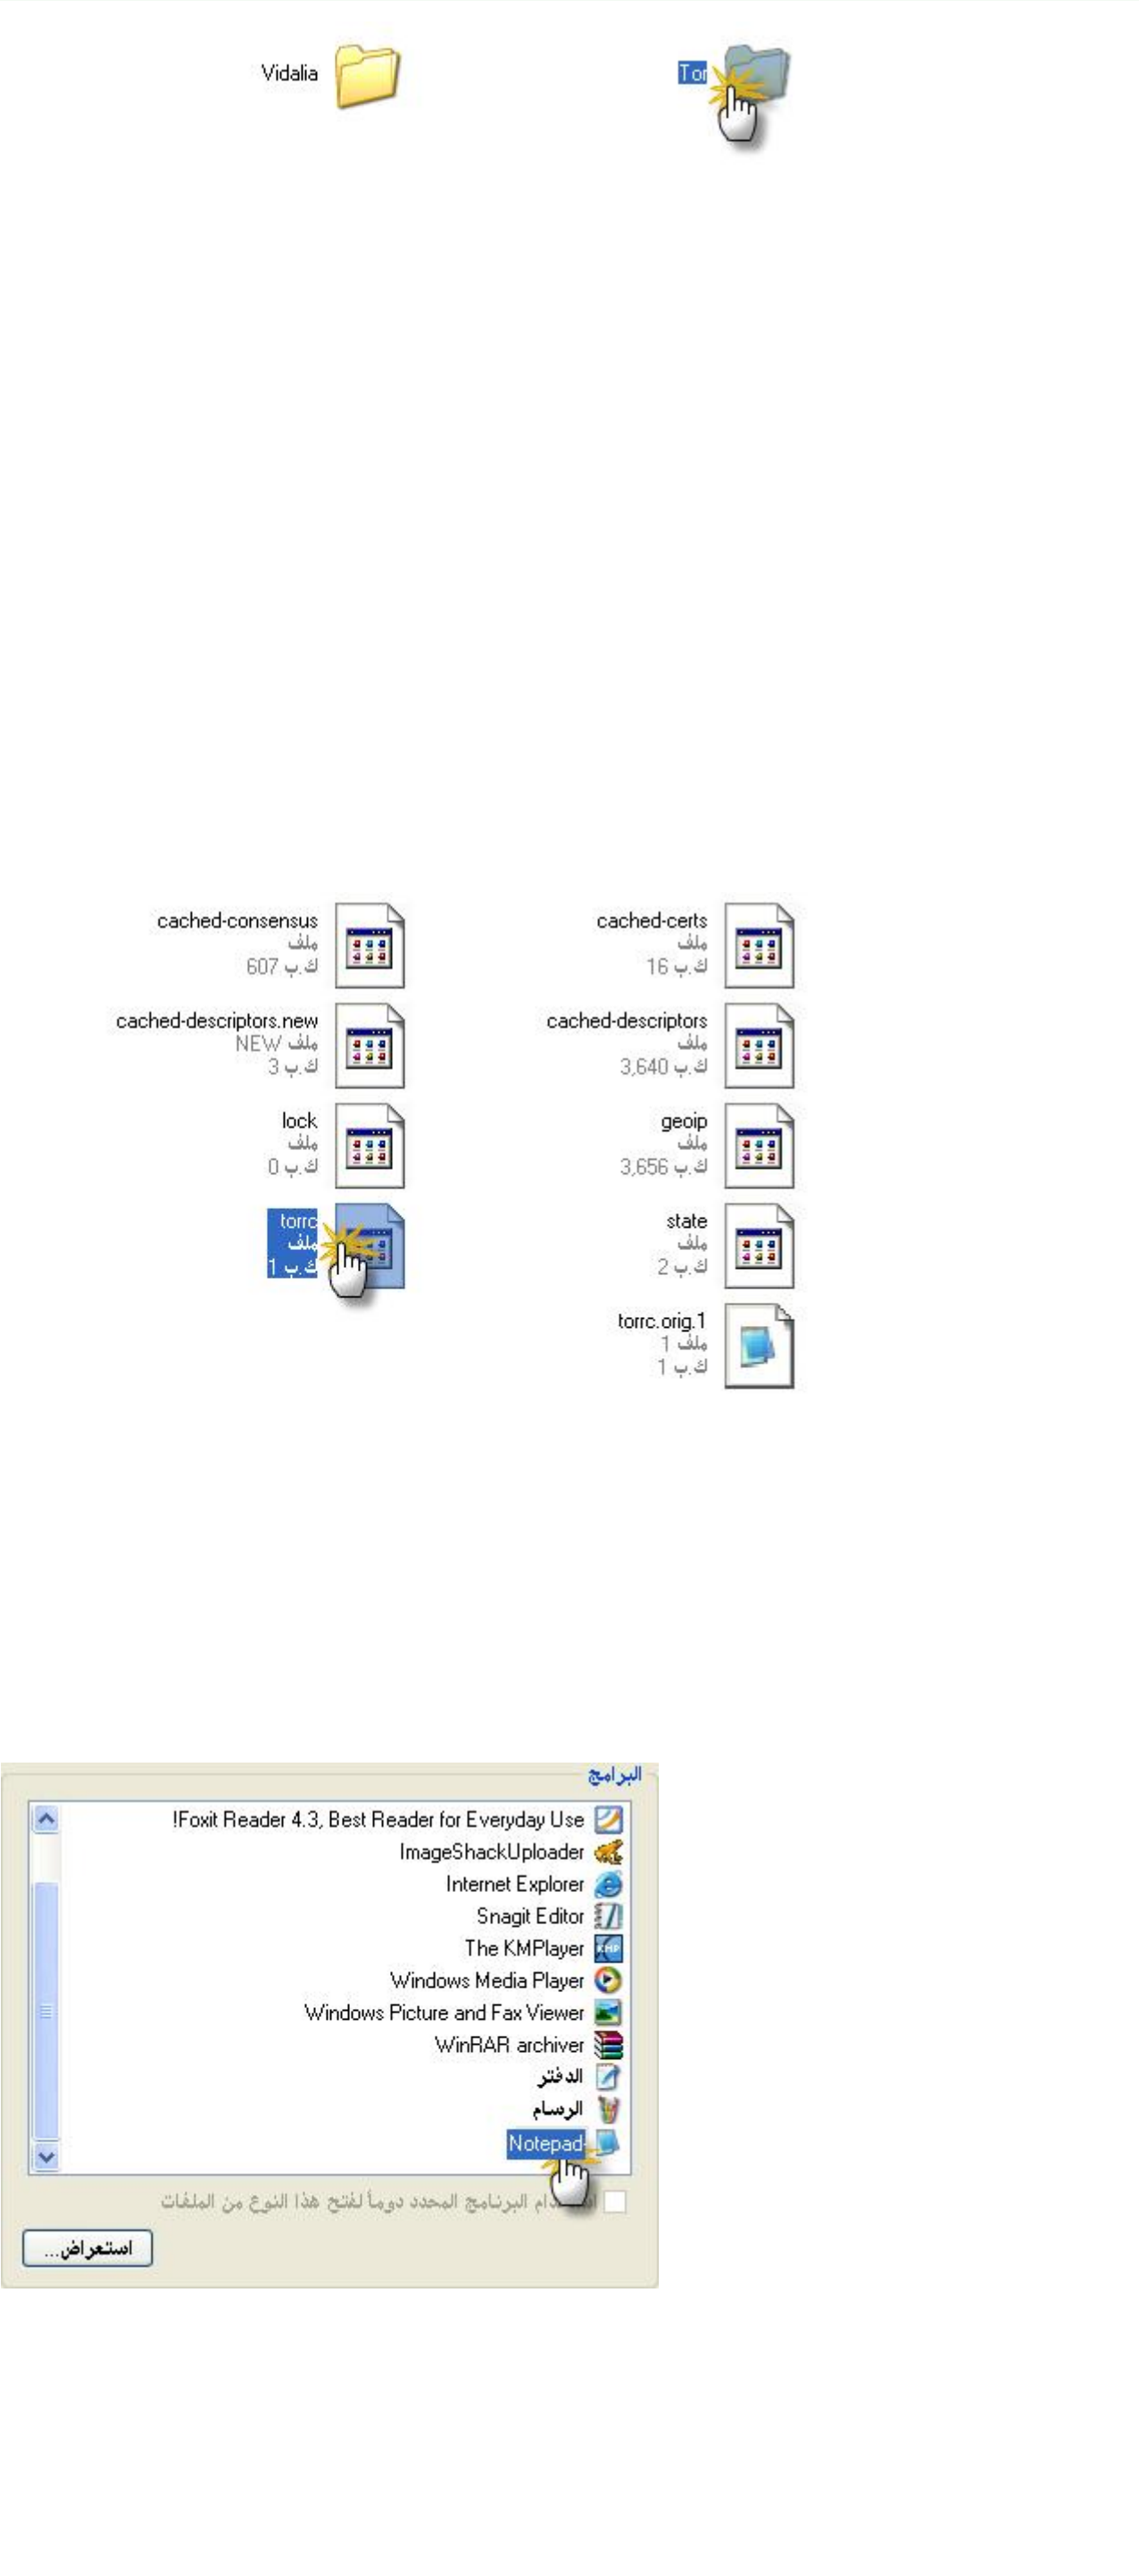 Tor
Vidalia
cached-certs
ملف
16 ك.ب
cached-consensus
ملف
607 ك.ب
cached-descriptors
ملف
3,640 ك.ب
cached-descriptors.new
ملف NEW
3 ك.ب
geoip
ملف
3,656 ك.ب
lock
ملف
0 ك.ب
state
ملف
2 ك.ب
torrc
ملف
1 ك.ب
torrc.orig.1
ملف 1
1 ك.ب
البرامج
!Foxit Reader 4.3, Best Reader for Everyday Use
ImageShackUploader
Internet Explorer
Snagit Editor
The KMPlayer
Windows Media Player
Windows Picture and Fax Viewer
WinRAR archiver
الدفتر
الرسام
Notepad
البرنامج المحدد دوماً لفتح هذا النوع من الملفات
استعراض...